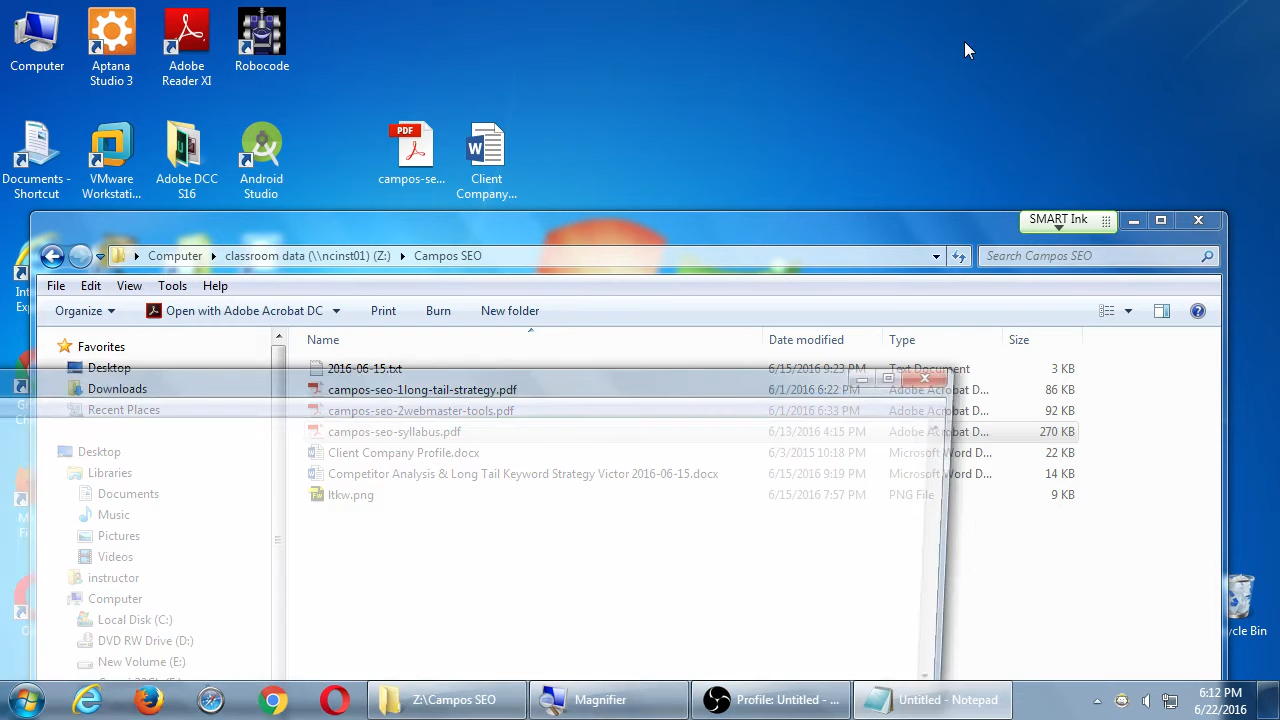 Computer
Aptana
Studio 3
Adobe
Reader XI
Robocode
Documents -
Shortcut
VMware
Workstati...
Adobe DCC
S16
Android
Studio
PDF
campos-se...
Client
Company...
SMART Ink
Computer classroom data (\\ncinst01) (Z:) Campos SEO
Search Campos SEO
File Edit View Tools Help
Organize Open with Adobe Acrobat DC Print Burn New folder
Name Date modified Type Size
Favorites
Desktop
Downloads
Recent Places
Desktop
Libraries
Documents
Music
Pictures
Videos
instructor
Computer
Local Disk (C:)
DVD RW Drive (D:)
New Volume (E:)
2016-06-15.txt 6/15/2016 9:23 PM Text Document 3 KB
campos-seo-1long-tail-strategy.pdf 6/1/2016 6:22 PM Adobe Acrobat D... 86 KB
campos-seo-2webmaster-tools.pdf 6/1/2016 6:33 PM Adobe Acrobat D... 92 KB
campos-seo-syllabus.pdf 6/13/2016 4:15 PM Adobe Acrobat D... 270 KB
Client Company Profile.docx 6/3/2015 10:18 PM Microsoft Word D... 22 KB
Competitor Analysis & Long Tail Keyword Strategy Victor 2016-06-15.docx 6/15/2016 9:19 PM Microsoft Word D... 14 KB
ltkw.png 6/15/2016 7:57 PM PNG File 9 KB
cycle Bin
Z:\Campos SEO
Magnifier
Profile: Untitled - ...
Untitled - Notepad
6:12 PM
6/22/2016